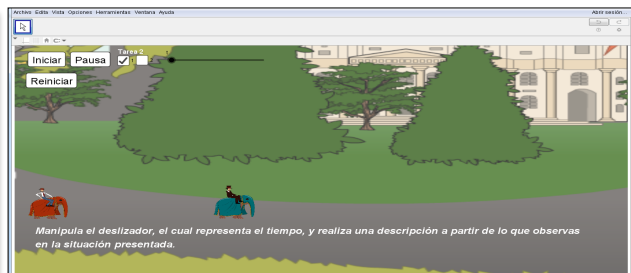 Archivo Edita Vista Opciones Herramientas Ventana Ayuda
Abrir sesión...
Tarea 2
Iniciar Pausa
Reiniciar
Manipula el deslizador, el cual representa el tiempo, y realiza una descripción a partir de lo que observas
en la situación presentada.